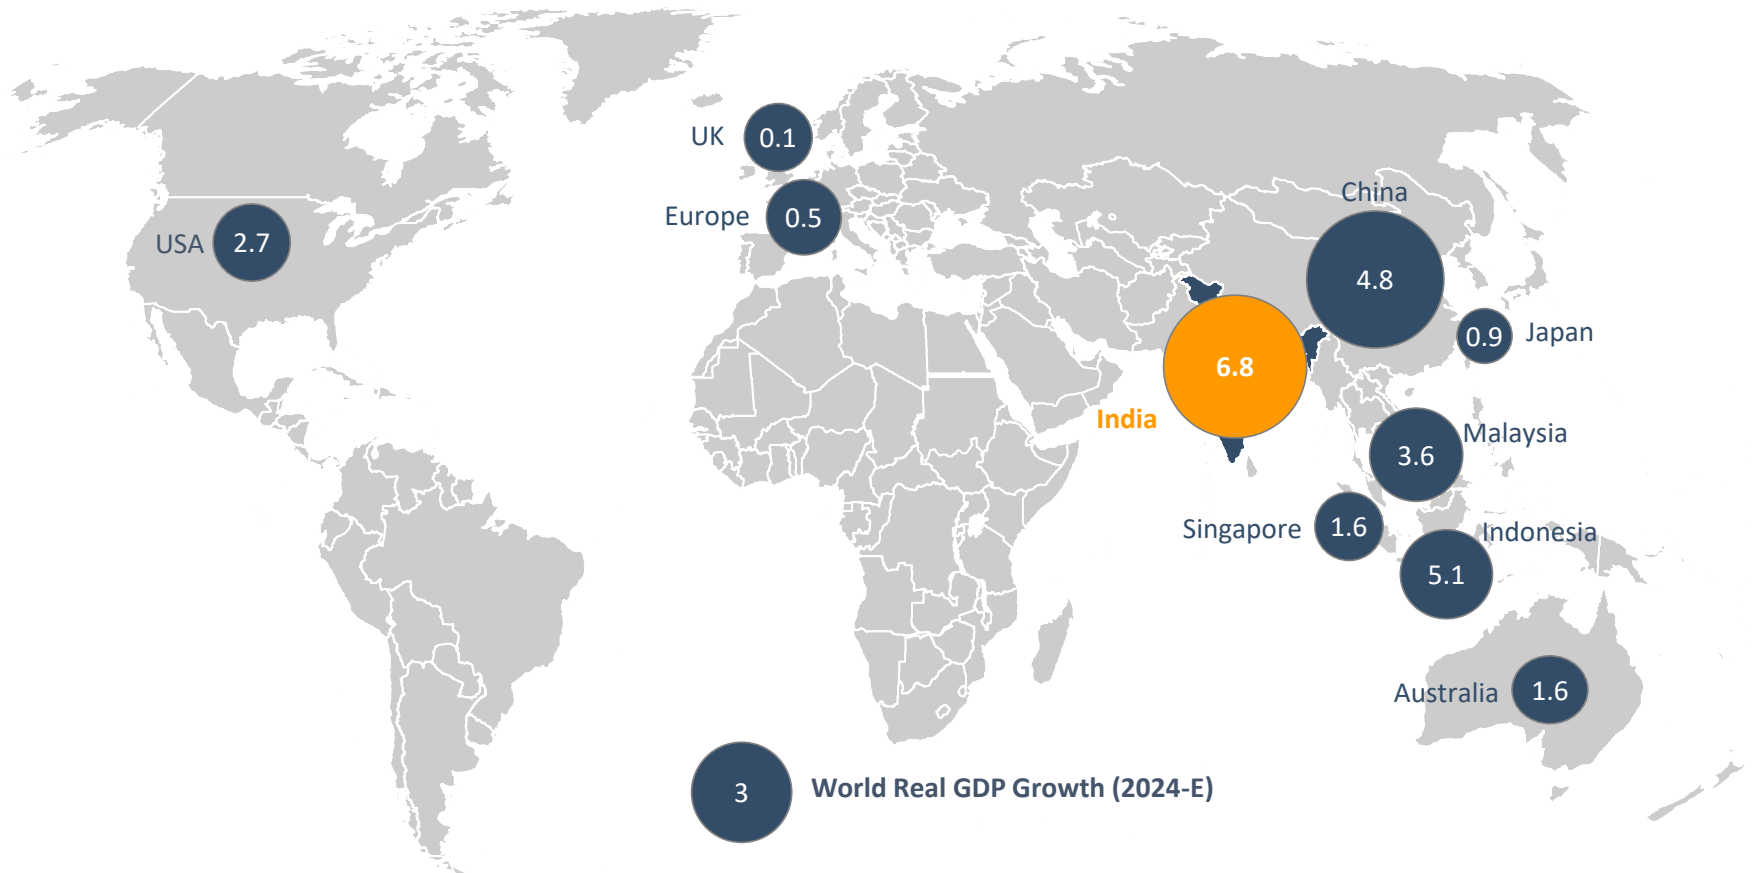 UK 0.1
China
Europe 0.5
USA 2.7
4.8
0.9 Japan
6.8
India
Malaysia
3.6
Singapore 1.6
Indonesia
5.1
Australia 1.6
3 World Real GDP Growth (2024-E)